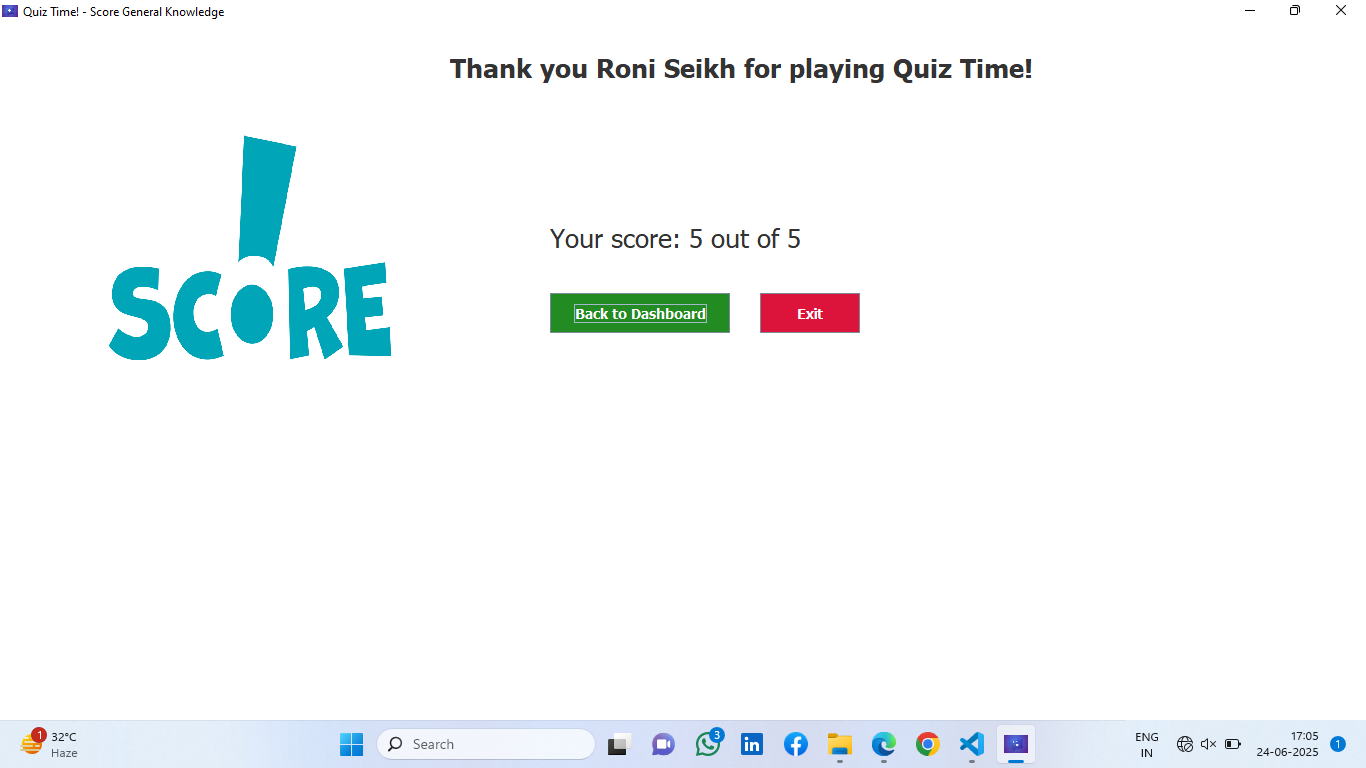 Quiz Time! - Score General Knowledge
Thank you Roni Seikh for playing Quiz Time!
SCORE!
Your score: 5 out of 5
Back to Dashboard
Exit
1
32°C
Haze
Search
3
in
ENG
IN
17:05
24-06-2025
1